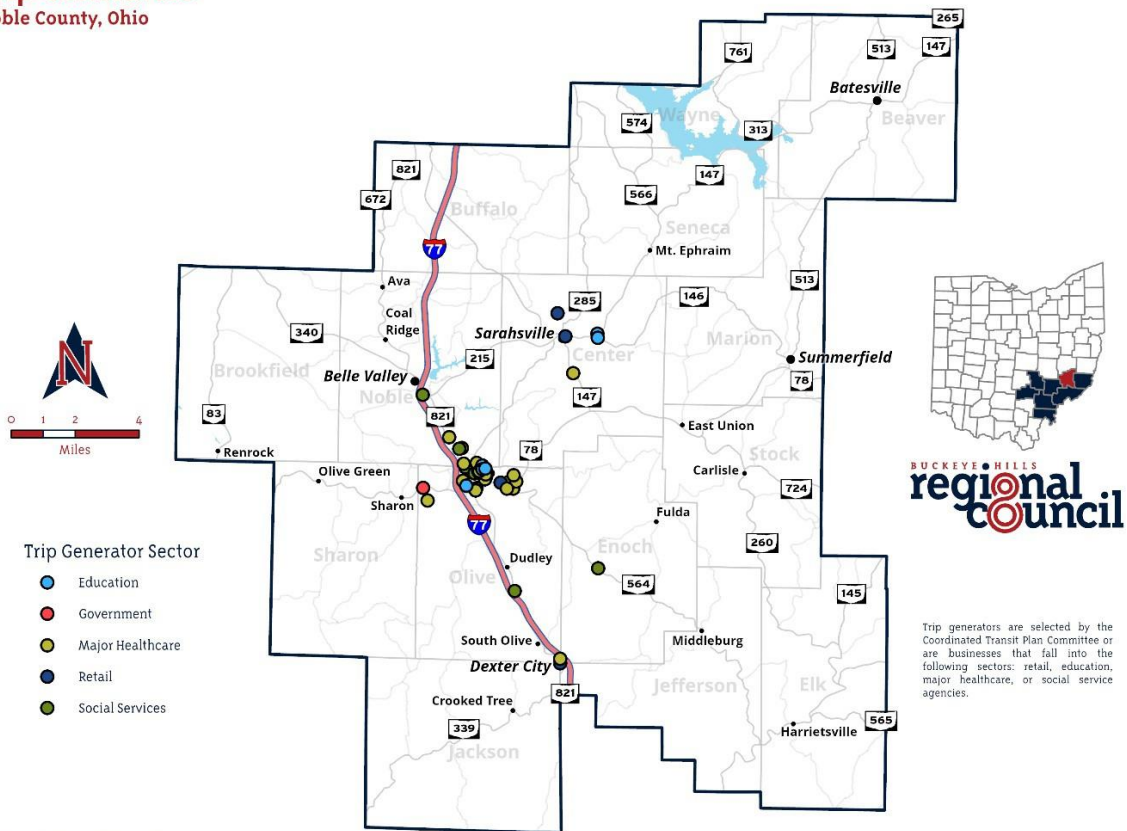 Noble County, Ohio
265
761
513
147
Batesville
574
Wayne
313
Beaver
821
147
672
566
Buffalo
Seneca
77
Mt. Ephraim
513
Ava
146
285
Coal
Ridge
340
Sarahsville
Marion
Center
215
Summerfield
Brookfield
Belle Valley
78
Noble
147
83
821
0 1 2 4
Miles
East Union
78
Renrock
Stock
Olive Green
Carlisle
724
Sharon
Fulda
77
260
Enoch
Sharon
Dudley
Olive
564
145
South Olive
Middleburg
Dexter City
Jefferson
Elk
821
Crooked Tree
565
339
Harrietsville
Jackson
N
Trip Generator Sector
Education
Government
Major Healthcare
Retail
Social Services
BUCKEYE HILLS
regional
council
Trip generators are selected by the
Coordinated Transit Plan Committee or
are businesses that fall into the
following sectors: retail, education,
major healthcare, or social service
agencies.